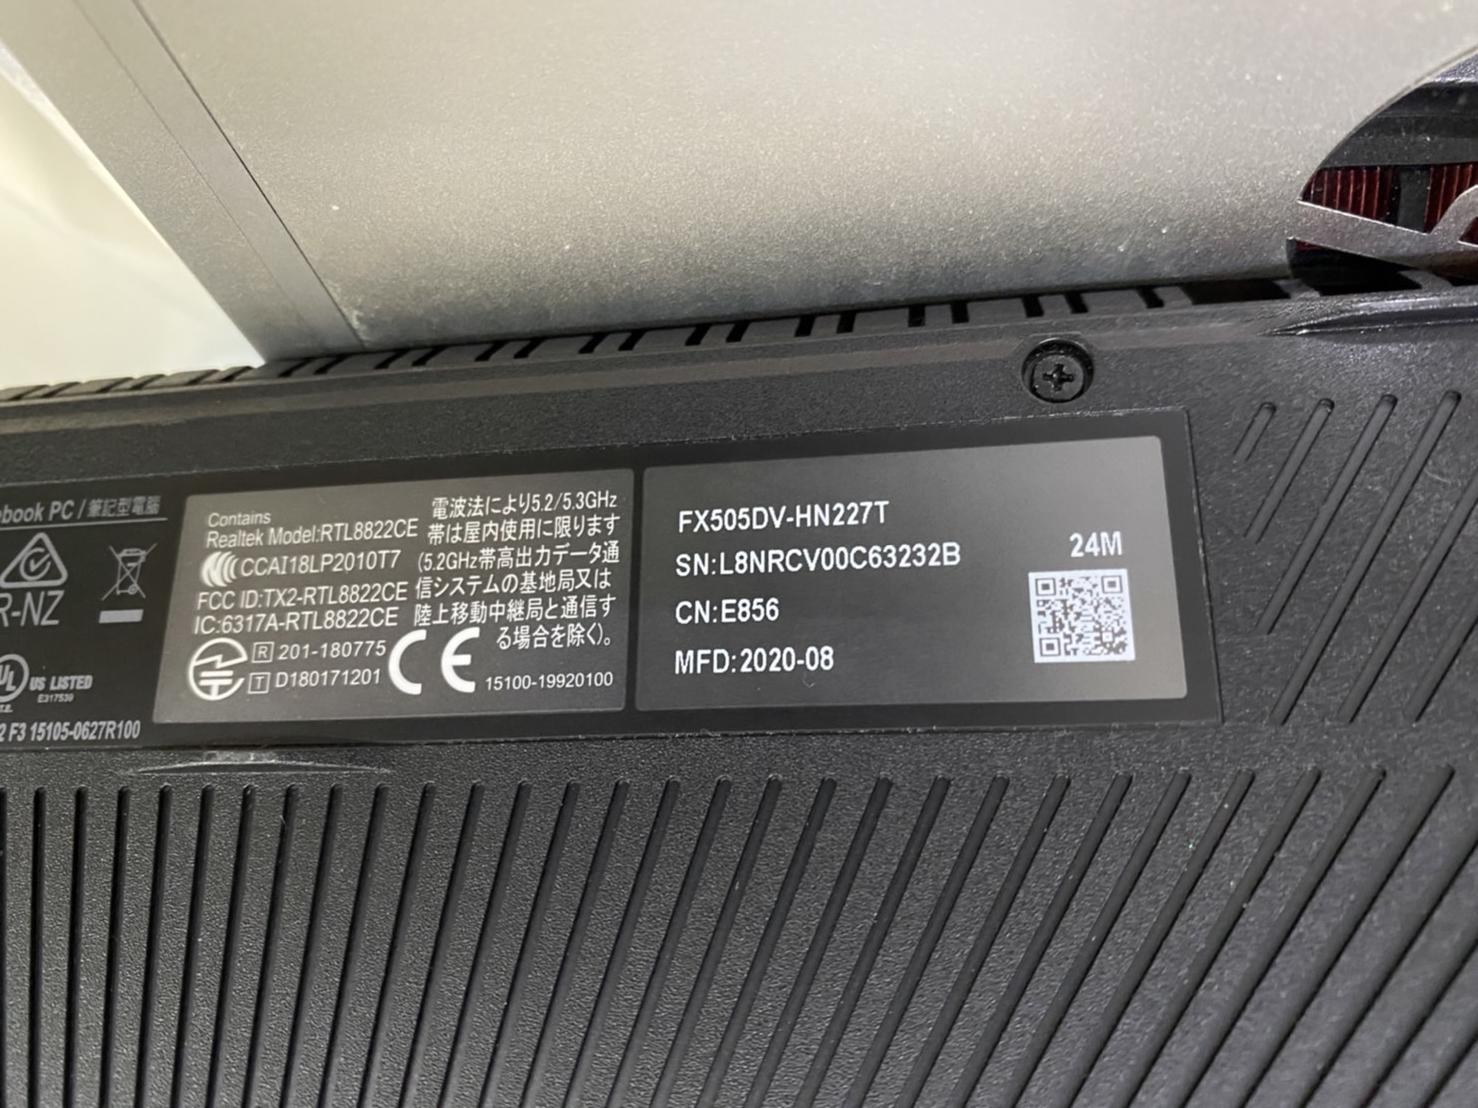 ebook PC / 筆記型電腦
R-NZ
UL
US LISTED
E317539
I.T.E.
2 F3 15105-0627R100
Contains
Realtek Model:RTL8822CE
CCAI18LP2010T7
FCC ID:TX2-RTL8822CE
IC:6317A-RTL8822CE
R 201-180775
T D180171201
CE
電波法により5.2/5.3GHz
帯は屋内使用に限ります
(5.2GHz帯高出力データ通
信システムの基地局又は
陸上移動中継局と通信す
る場合を除く)。
15100-19920100
FX505DV-HN227T
SN:L8NRCV00C63232B
CN:E856
MFD:2020-08
24M